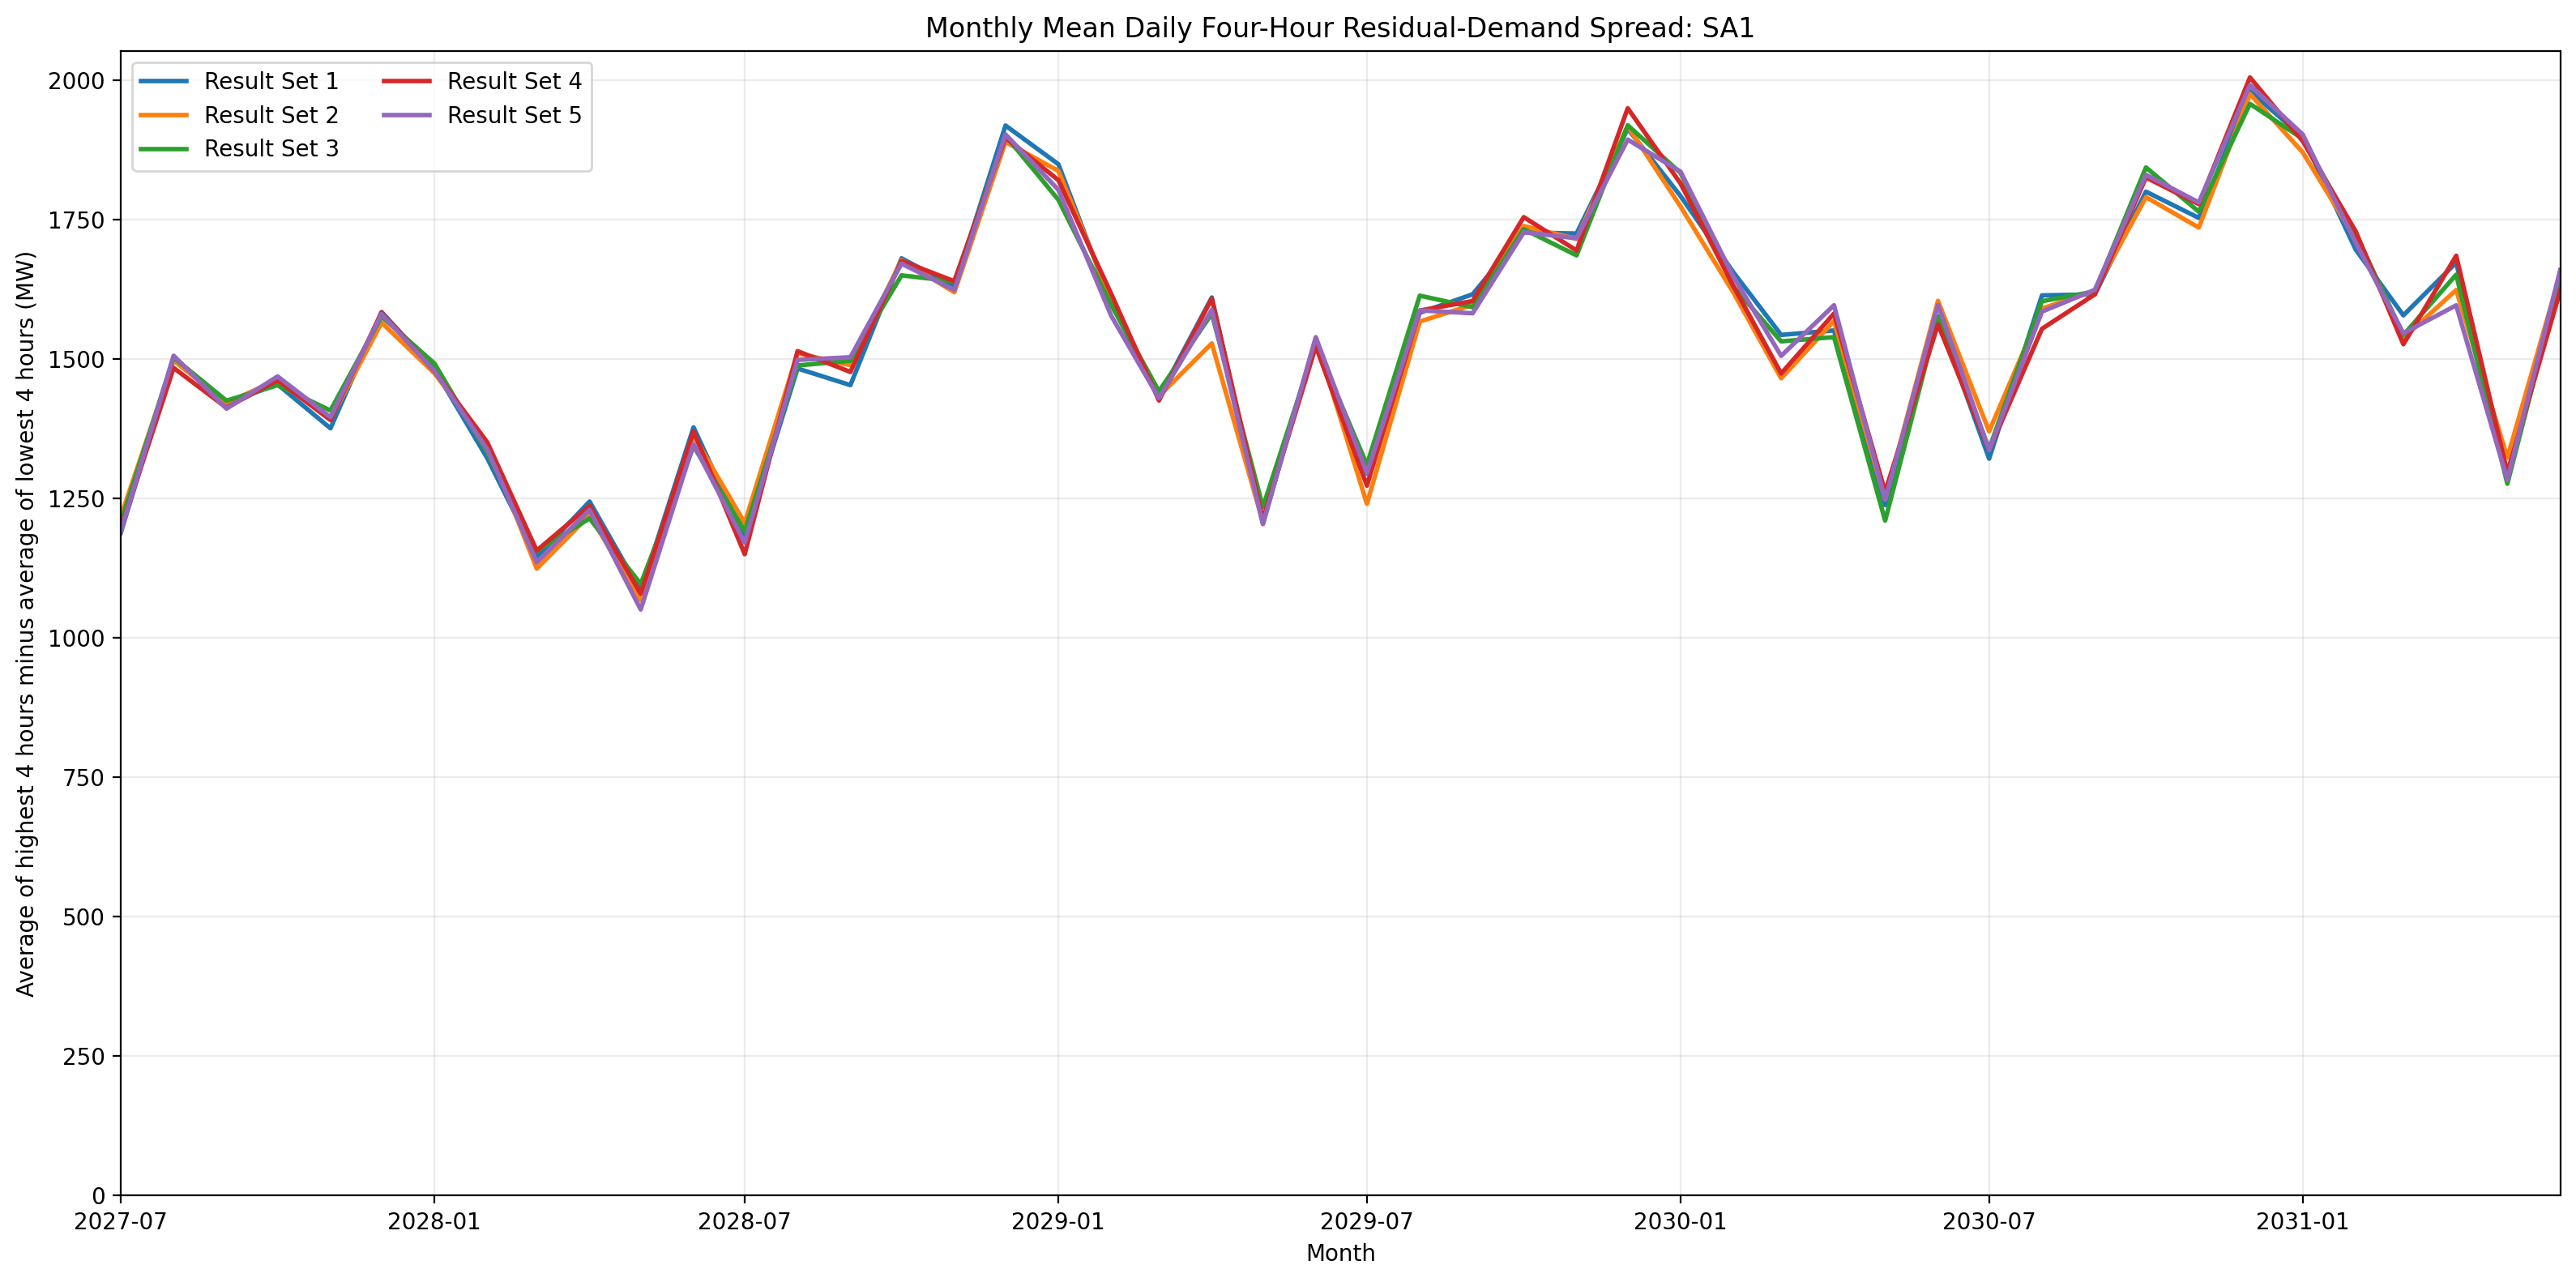 Monthly Mean Daily Four-Hour Residual-Demand Spread: SA1
Result Set 1
Result Set 2
Result Set 3
Result Set 4
Result Set 5
Average of highest 4 hours minus average of lowest 4 hours (MW)
2000
1750
1500
1250
1000
750
500
250
0
2027-07
2028-01
2028-07
2029-01
2029-07
2030-01
2030-07
2031-01
Month